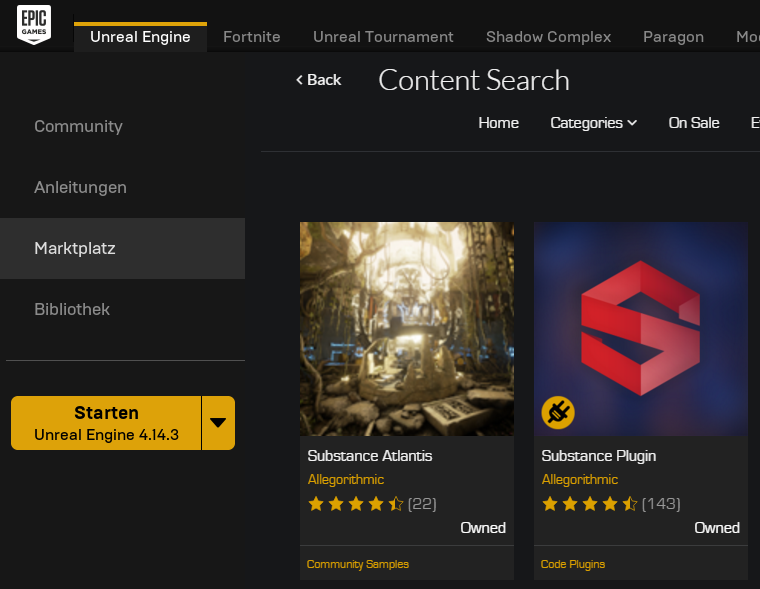 EPIC
GAMES
Unreal Engine
Fortnite
Unreal Tournament
Shadow Complex
Paragon
Back
Content Search
Home
Categories
On Sale
Community
Anleitungen
Marktplatz
Bibliothek
Starten
Unreal Engine 4.14.3
Substance Atlantis
Allegorithmic
(22)
Owned
Community Samples
Substance Plugin
Allegorithmic
(143)
Owned
Code Plugins